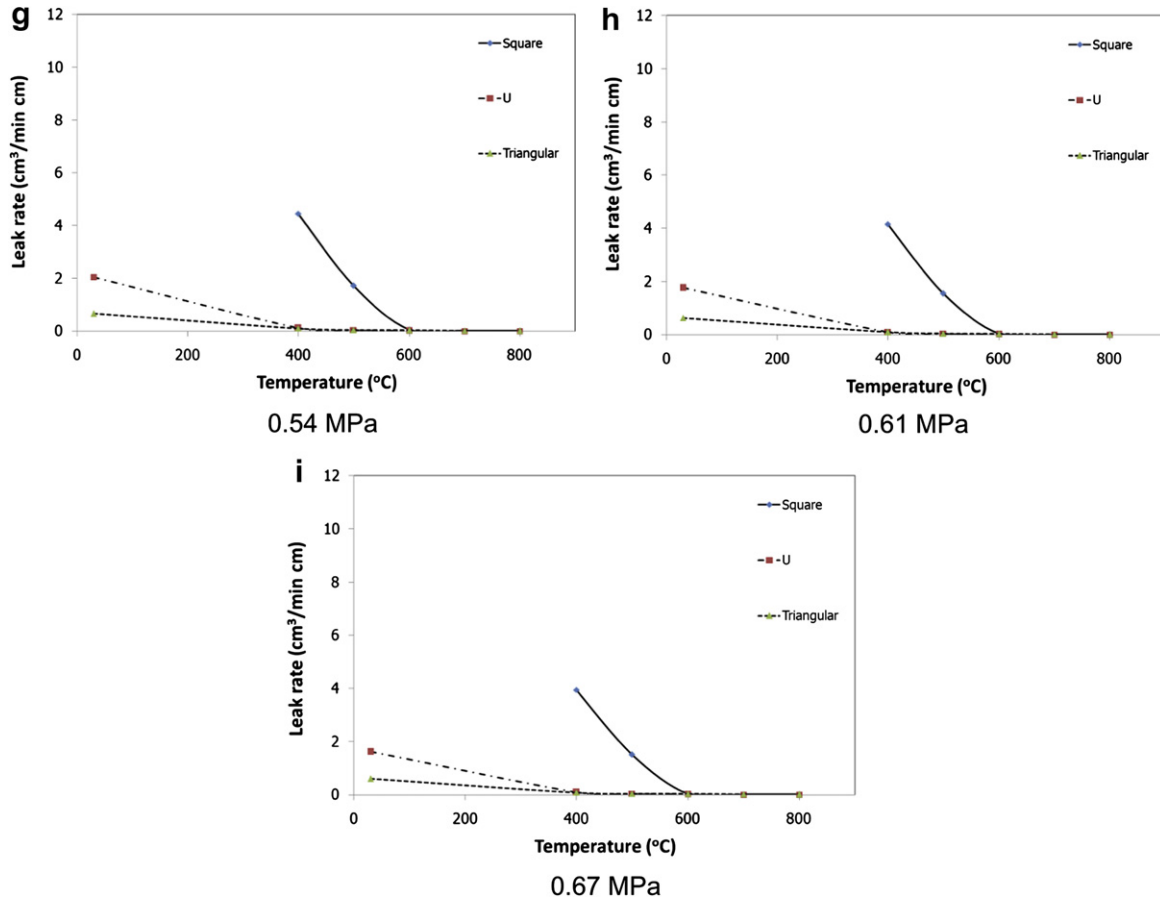 g
12
10
8
6
4
2
0
0 200 400 600 800
Leak rate (cm³/min cm)
Temperature (°C)
Square
U
Triangular
0.54 MPa
h
12
10
8
6
4
2
0
0 200 400 600 800
Leak rate (cm³/min cm)
Temperature (°C)
Square
U
Triangular
0.61 MPa
i
12
10
8
6
4
2
0
0 200 400 600 800
Leak rate (cm³/min cm)
Temperature (°C)
Square
U
Triangular
0.67 MPa